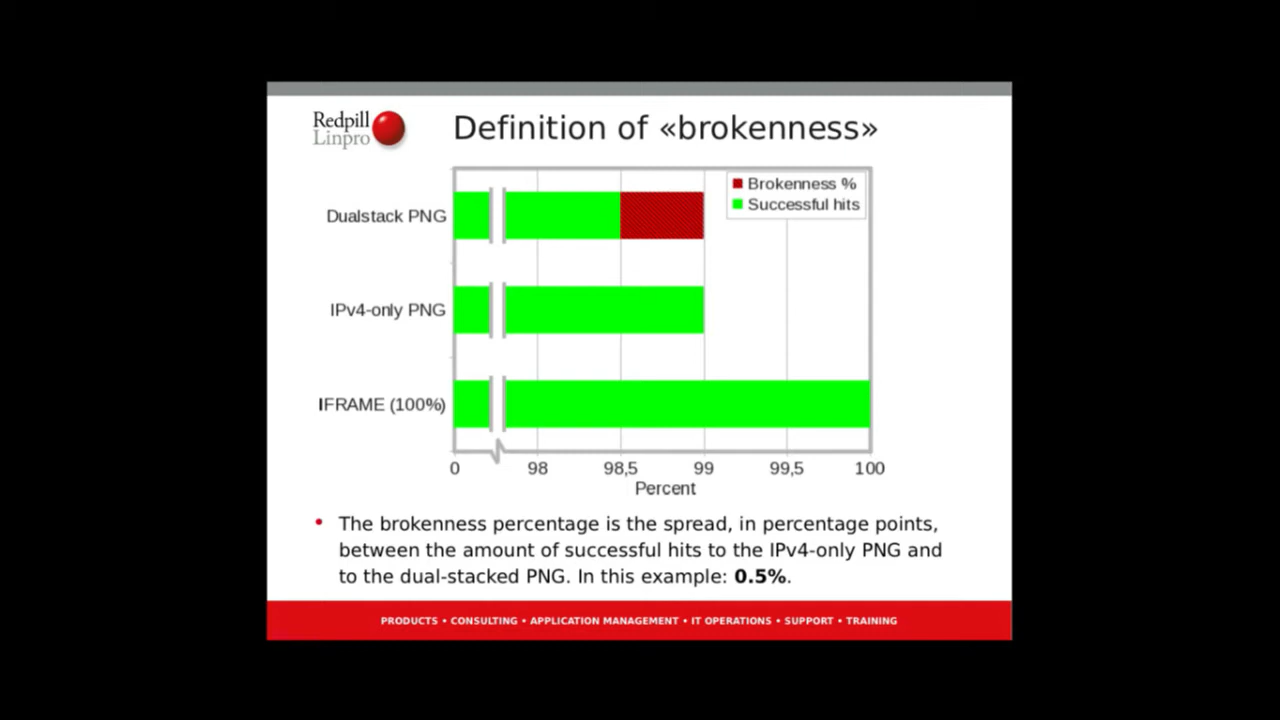 Redpill
Linpro
Definition of «brokenness»
Brokenness %
Successful hits
Dualstack PNG
IPv4-only PNG
IFRAME (100%)
0 98 98,5 99 99,5 100
Percent
• The brokenness percentage is the spread, in percentage points,
between the amount of successful hits to the IPv4-only PNG and
to the dual-stacked PNG. In this example: 0.5%.
PRODUCTS • CONSULTING • APPLICATION MANAGEMENT • IT OPERATIONS • SUPPORT • TRAINING